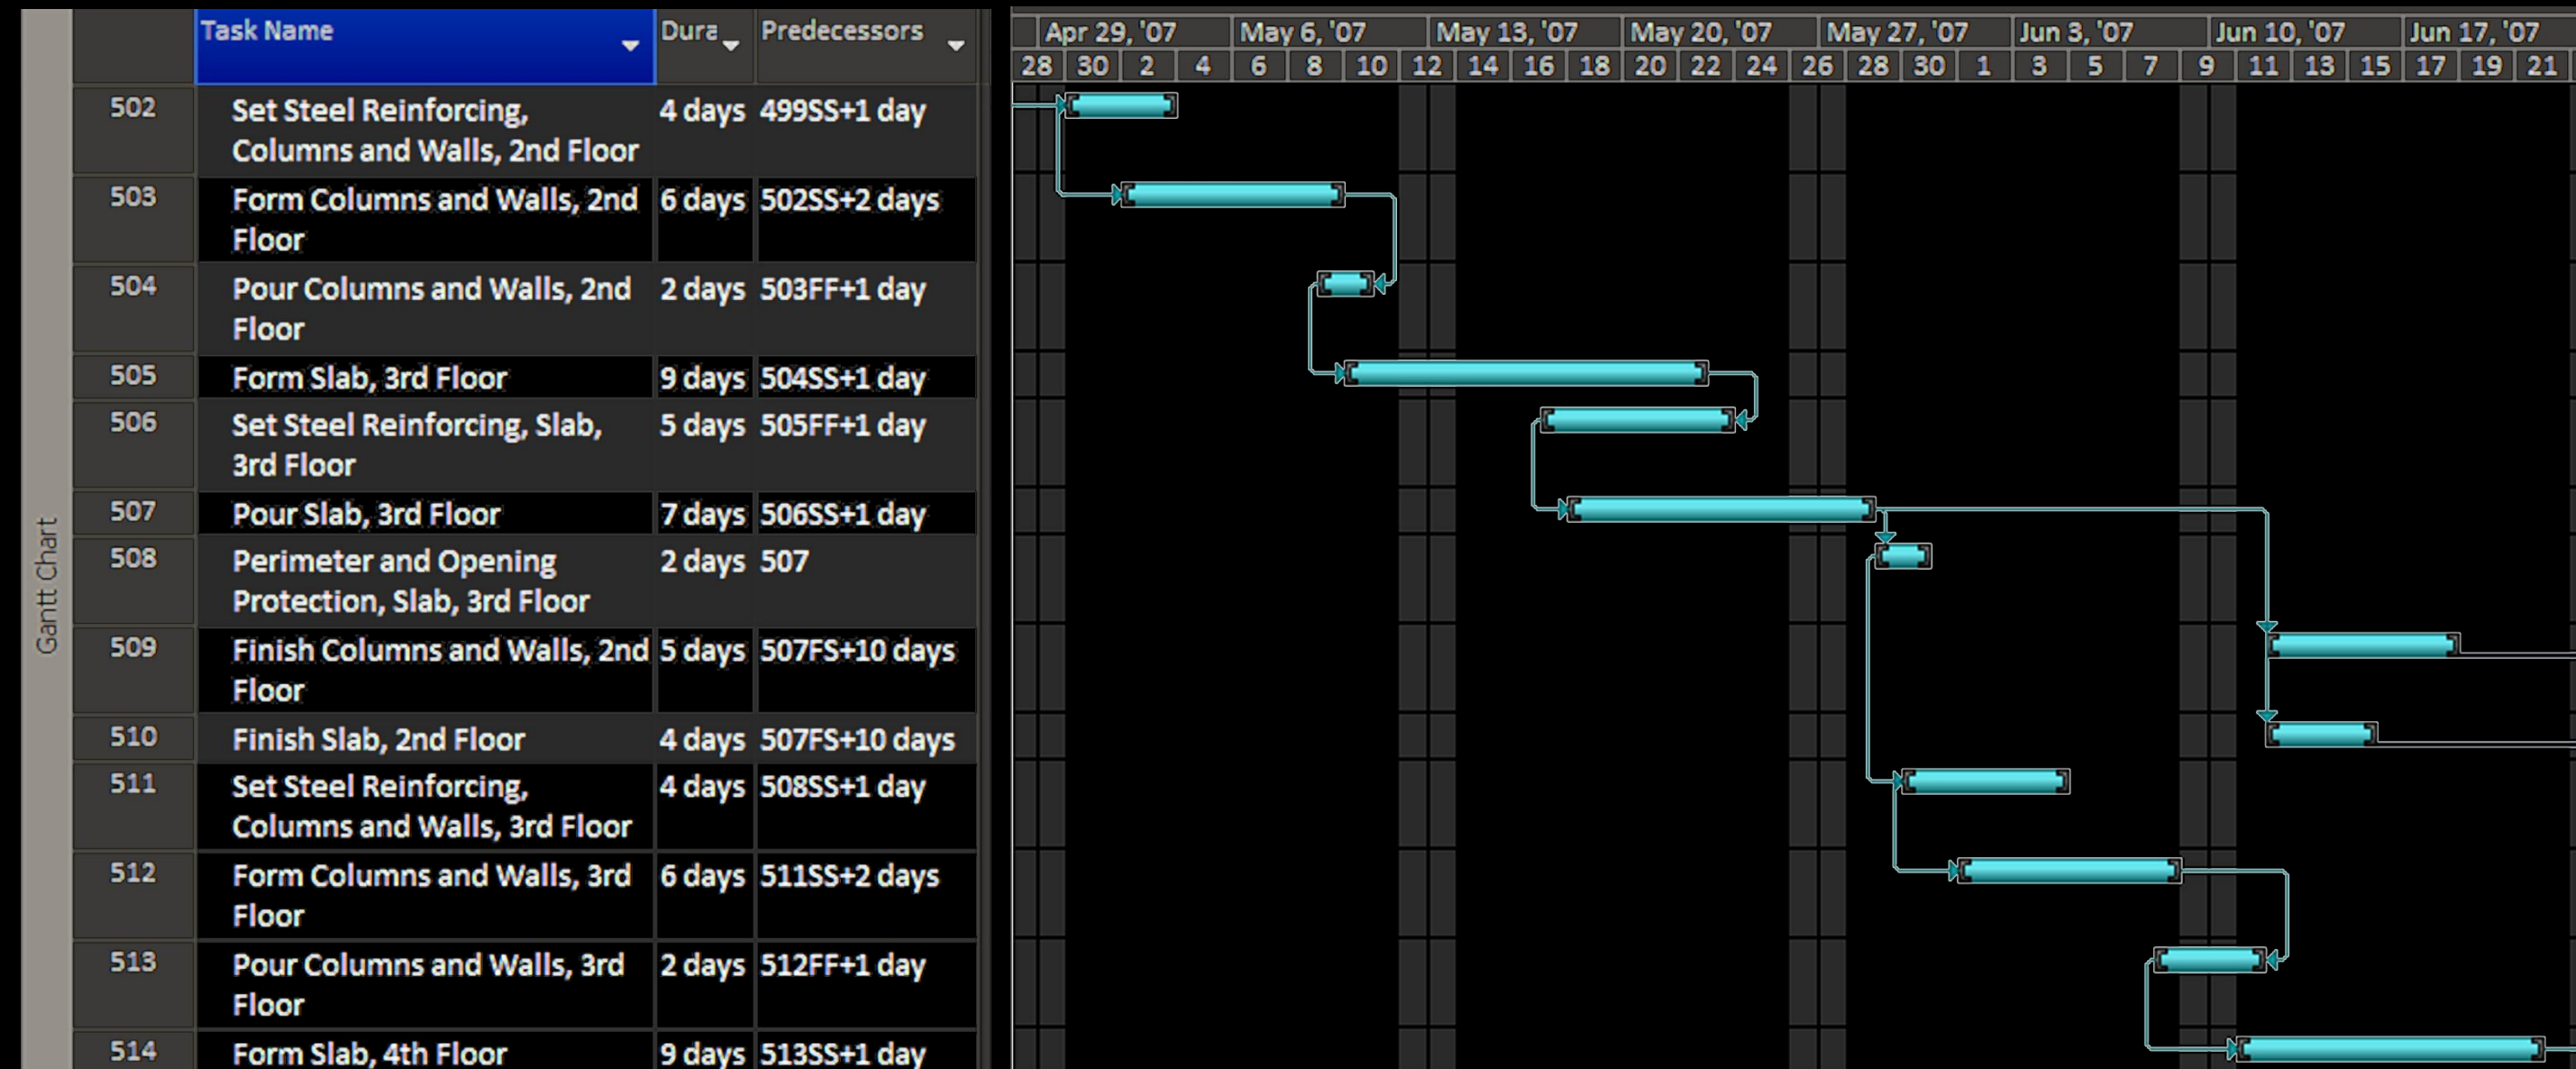 Task Name Dura Predecessors
Apr 29, '07 May 6, '07 May 13, '07 May 20, '07 May 27, '07 Jun 3, '07 Jun 10, '07 Jun 17, '07
28 30 2 4 6 8 10 12 14 16 18 20 22 24 26 28 30 1 3 5 7 9 11 13 15 17 19 21
502 Set Steel Reinforcing, 4 days 499SS+1 day
Columns and Walls, 2nd Floor
503 Form Columns and Walls, 2nd 6 days 502SS+2 days
Floor
504 Pour Columns and Walls, 2nd 2 days 503FF+1 day
Floor
505 Form Slab, 3rd Floor 9 days 504SS+1 day
506 Set Steel Reinforcing, Slab, 5 days 505FF+1 day
3rd Floor
507 Pour Slab, 3rd Floor 7 days 506SS+1 day
508 Perimeter and Opening 2 days 507
Protection, Slab, 3rd Floor
509 Finish Columns and Walls, 2nd 5 days 507FS+10 days
Floor
510 Finish Slab, 2nd Floor 4 days 507FS+10 days
511 Set Steel Reinforcing, 4 days 508SS+1 day
Columns and Walls, 3rd Floor
512 Form Columns and Walls, 3rd 6 days 511SS+2 days
Floor
513 Pour Columns and Walls, 3rd 2 days 512FF+1 day
Floor
514 Form Slab, 4th Floor 9 days 513SS+1 day
Gantt Chart